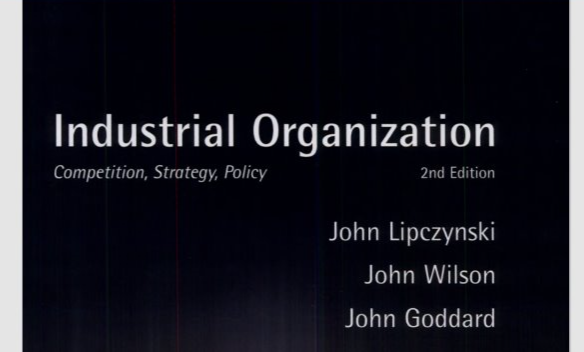 Industrial Organization
Competition, Strategy, Policy 2nd Edition
John Lipczynski
John Wilson
John Goddard